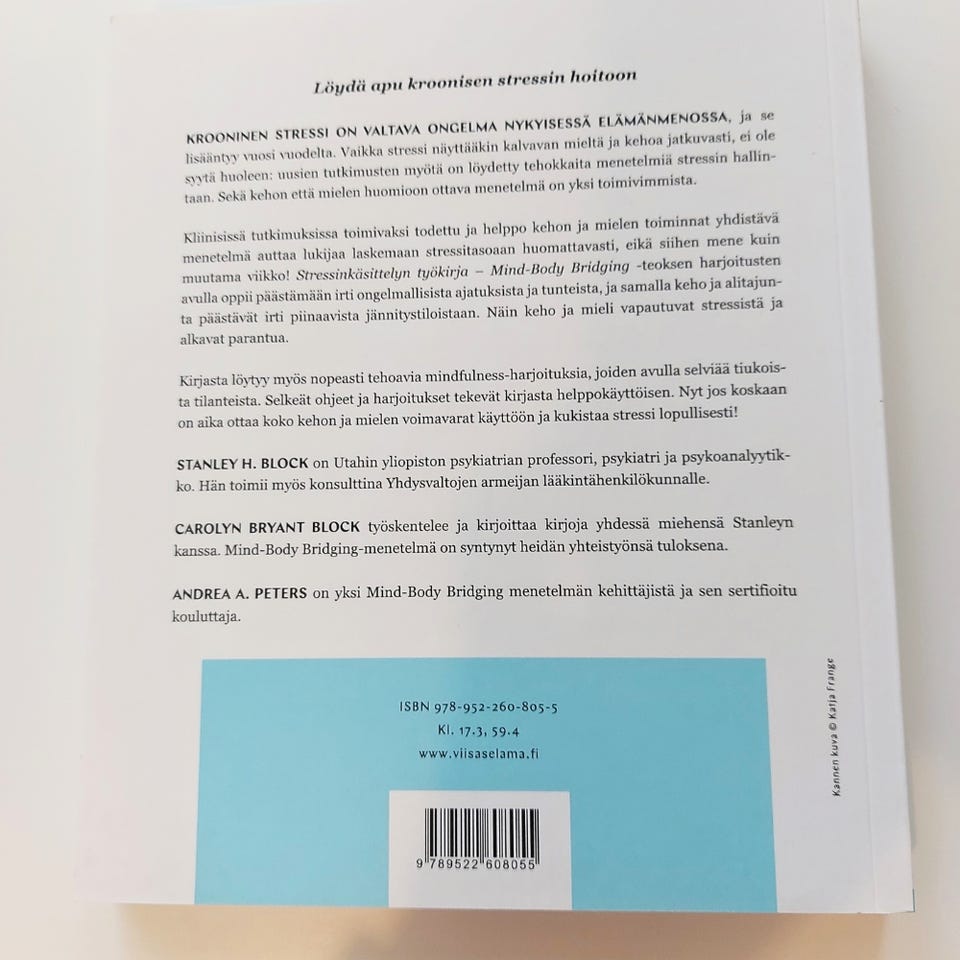 Löydä apu kroonisen stressin hoitoon
KROONINEN STRESSI ON VALTAVA ONGELMA NYKYISESSÄ ELÄMÄNMENOSSA, ja se
lisääntyy vuosi vuodelta. Vaikka stressi näyttääkin kalvavan mieltä ja kehoa jatkuvasti, ei ole
syytä huoleen: uusien tutkimusten myötä on löydetty tehokkaita menetelmiä stressin hallin-
taan. Sekä kehon että mielen huomioon ottava menetelmä on yksi toimivimmista.
Kliinisissä tutkimuksissa toimivaksi todettu ja helppo kehon ja mielen toiminnat yhdistävä
menetelmä auttaa lukijaa laskemaan stressitasoaan huomattavasti, eikä siihen mene kuin
muutama viikko! Stressinkäsittelyn työkirja – Mind-Body Bridging -teoksen harjoitusten
avulla oppii päästämään irti ongelmallisista ajatuksista ja tunteista, ja samalla keho ja alitajun-
ta päästävät irti piinaavista jännitystiloistaan. Näin keho ja mieli vapautuvat stressistä ja
alkavat parantua.
Kirjasta löytyy myös nopeasti tehoavia mindfulness-harjoituksia, joiden avulla selviää tiukois-
ta tilanteista. Selkeät ohjeet ja harjoitukset tekevät kirjasta helppokäyttöisen. Nyt jos koskaan
on aika ottaa koko kehon ja mielen voimavarat käyttöön ja kukistaa stressi lopullisesti!
STANLEY H. BLOCK on Utahin yliopiston psykiatrian professori, psykiatri ja psykoanalyytik-
ko. Hän toimii myös konsulttina Yhdysvaltojen armeijan lääkintähenkilökunnalle.
CAROLYN BRYANT BLOCK työskentelee ja kirjoittaa kirjoja yhdessä miehensä Stanleyn
kanssa. Mind-Body Bridging-menetelmä on syntynyt heidän yhteistyönsä tuloksena.
ANDREA A. PETERS on yksi Mind-Body Bridging menetelmän kehittäjistä ja sen sertifioitu
kouluttaja.
ISBN 978-952-260-805-5
Kl. 17.3, 59.4
www.viisaselama.fi
9 789522 608055
Kannen kuva © Katja Frange